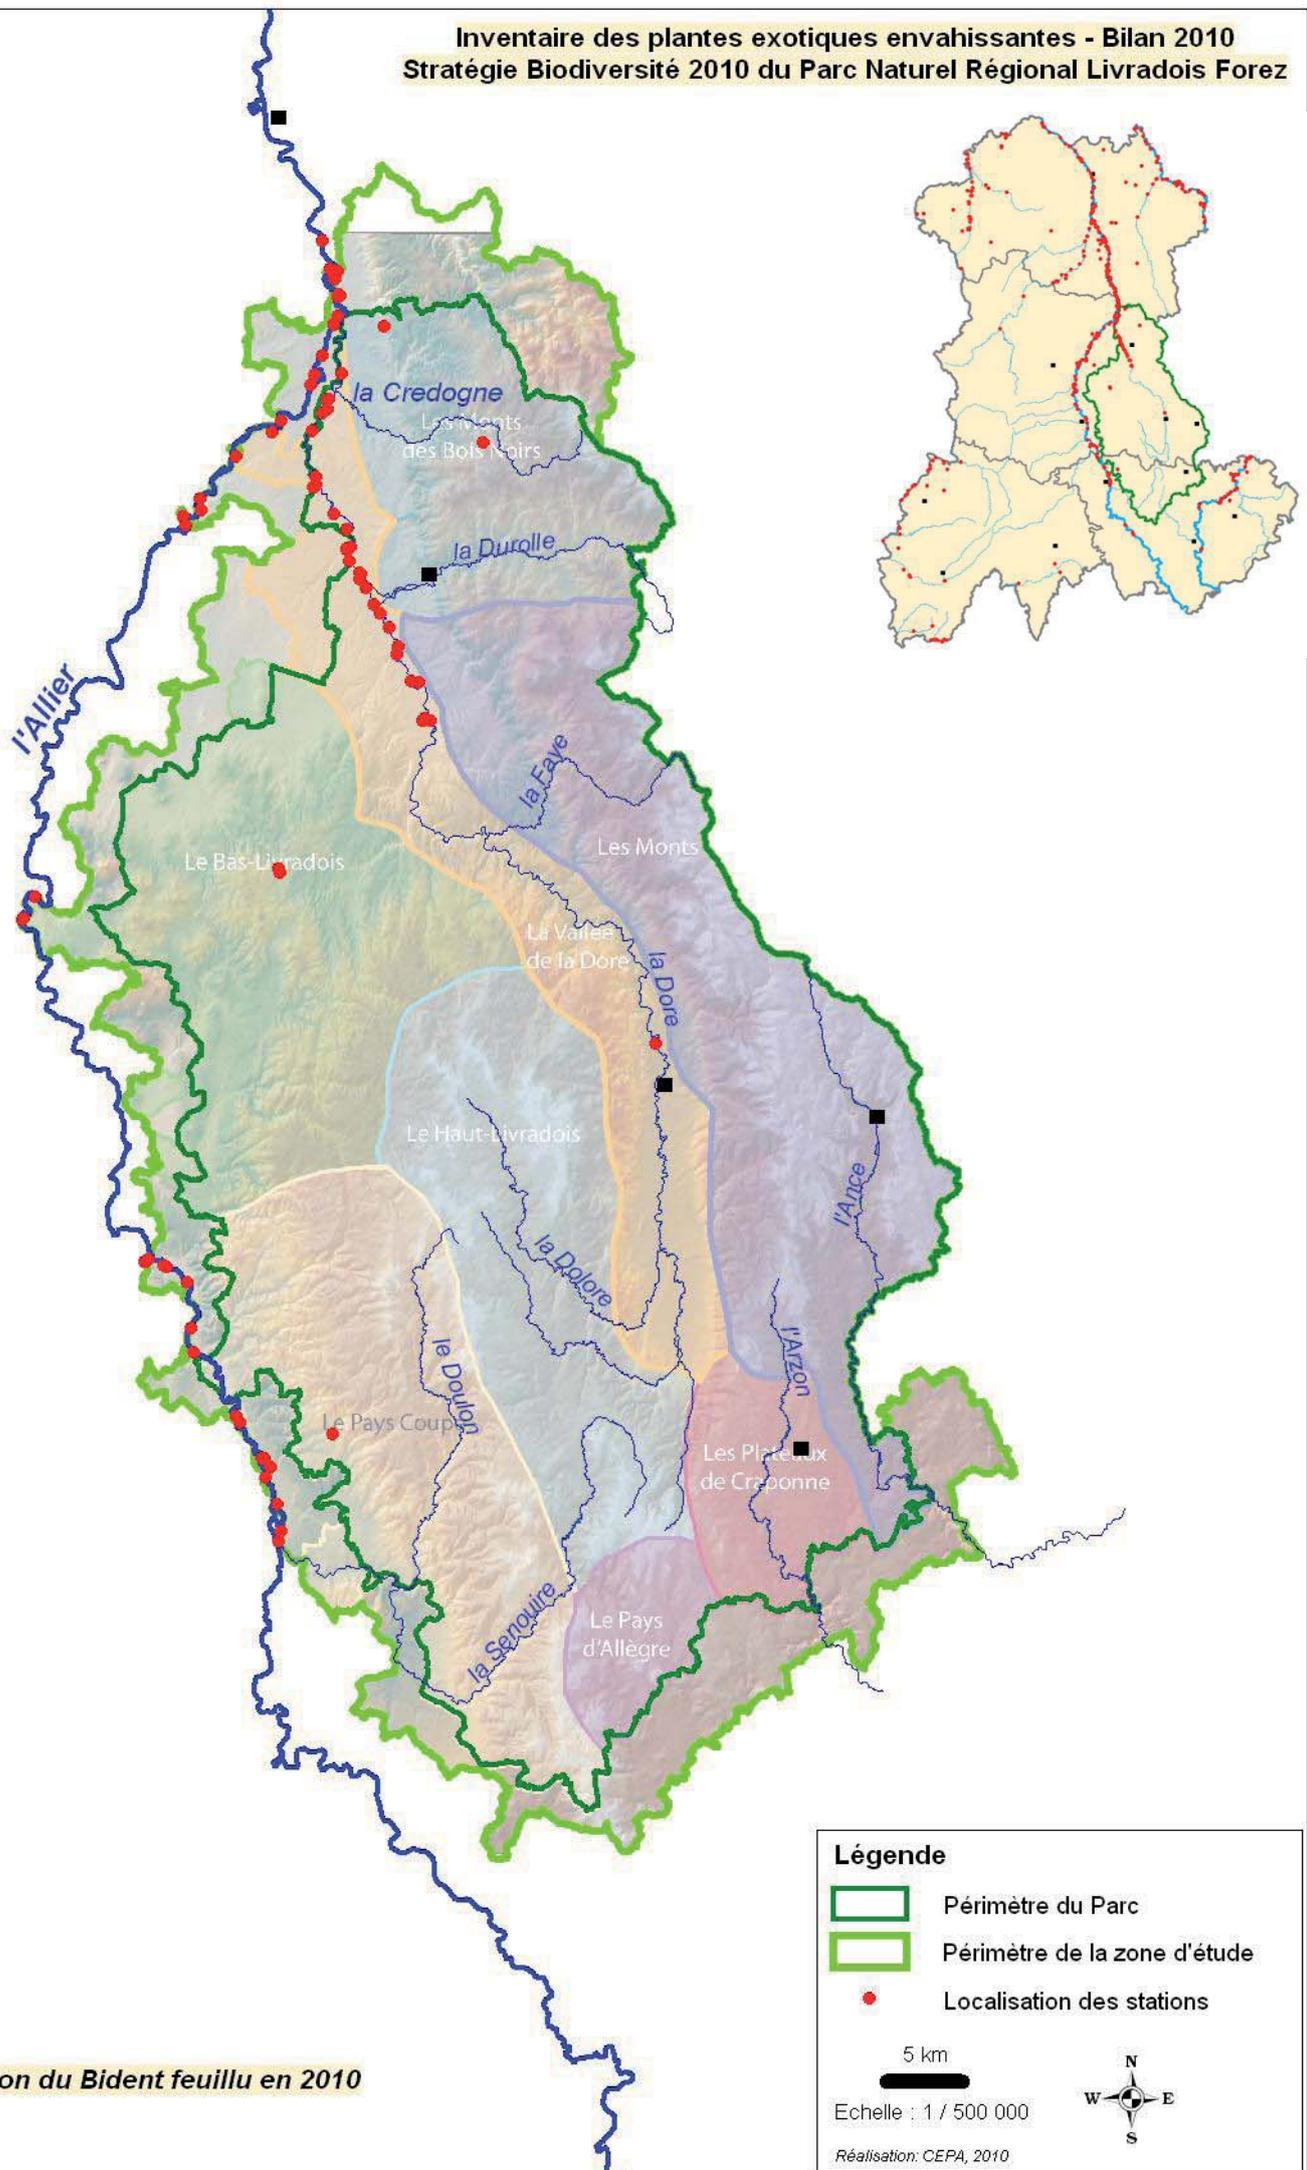 Inventaire des plantes exotiques envahissantes - Bilan 2010
Stratégie Biodiversité 2010 du Parc Naturel Régional Livradois Forez
la Credogne
Les Monts
des Bois Noirs
la Durolle
l'Allier
la Faye
Les Monts
Le Bas-Livradois
La Vallée
de la Dore
la Dore
Le Haut-Livradois
l'Ance
la Dolore
l'Arzon
le Doulon
Le Pays Coupé
Les Plateaux
de Craponne
Le Pays
d'Allègre
la Senouire
Légende
Périmètre du Parc
Périmètre de la zone d'étude
Localisation des stations
5 km
Echelle : 1 / 500 000
N
W
E
S
Réalisation: CEPA, 2010
on du Bident feuillu en 2010